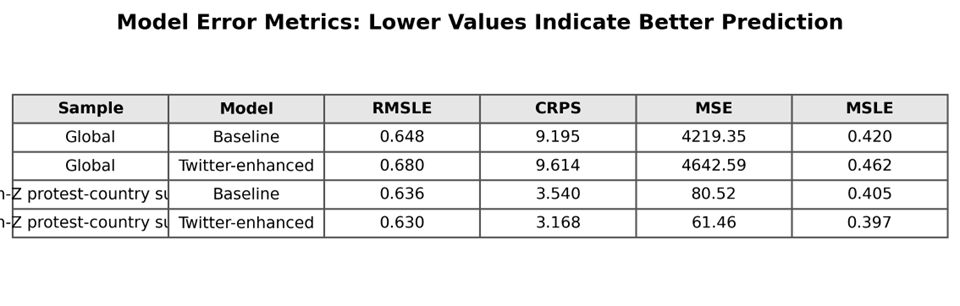 Model Error Metrics: Lower Values Indicate Better Prediction
Sample Model RMSLE CRPS MSE MSLE
Global Baseline 0.648 9.195 4219.35 0.420
Global Twitter-enhanced 0.680 9.614 4642.59 0.462
n-Z protest-country su Baseline 0.636 3.540 80.52 0.405
n-Z protest-country su Twitter-enhanced 0.630 3.168 61.46 0.397